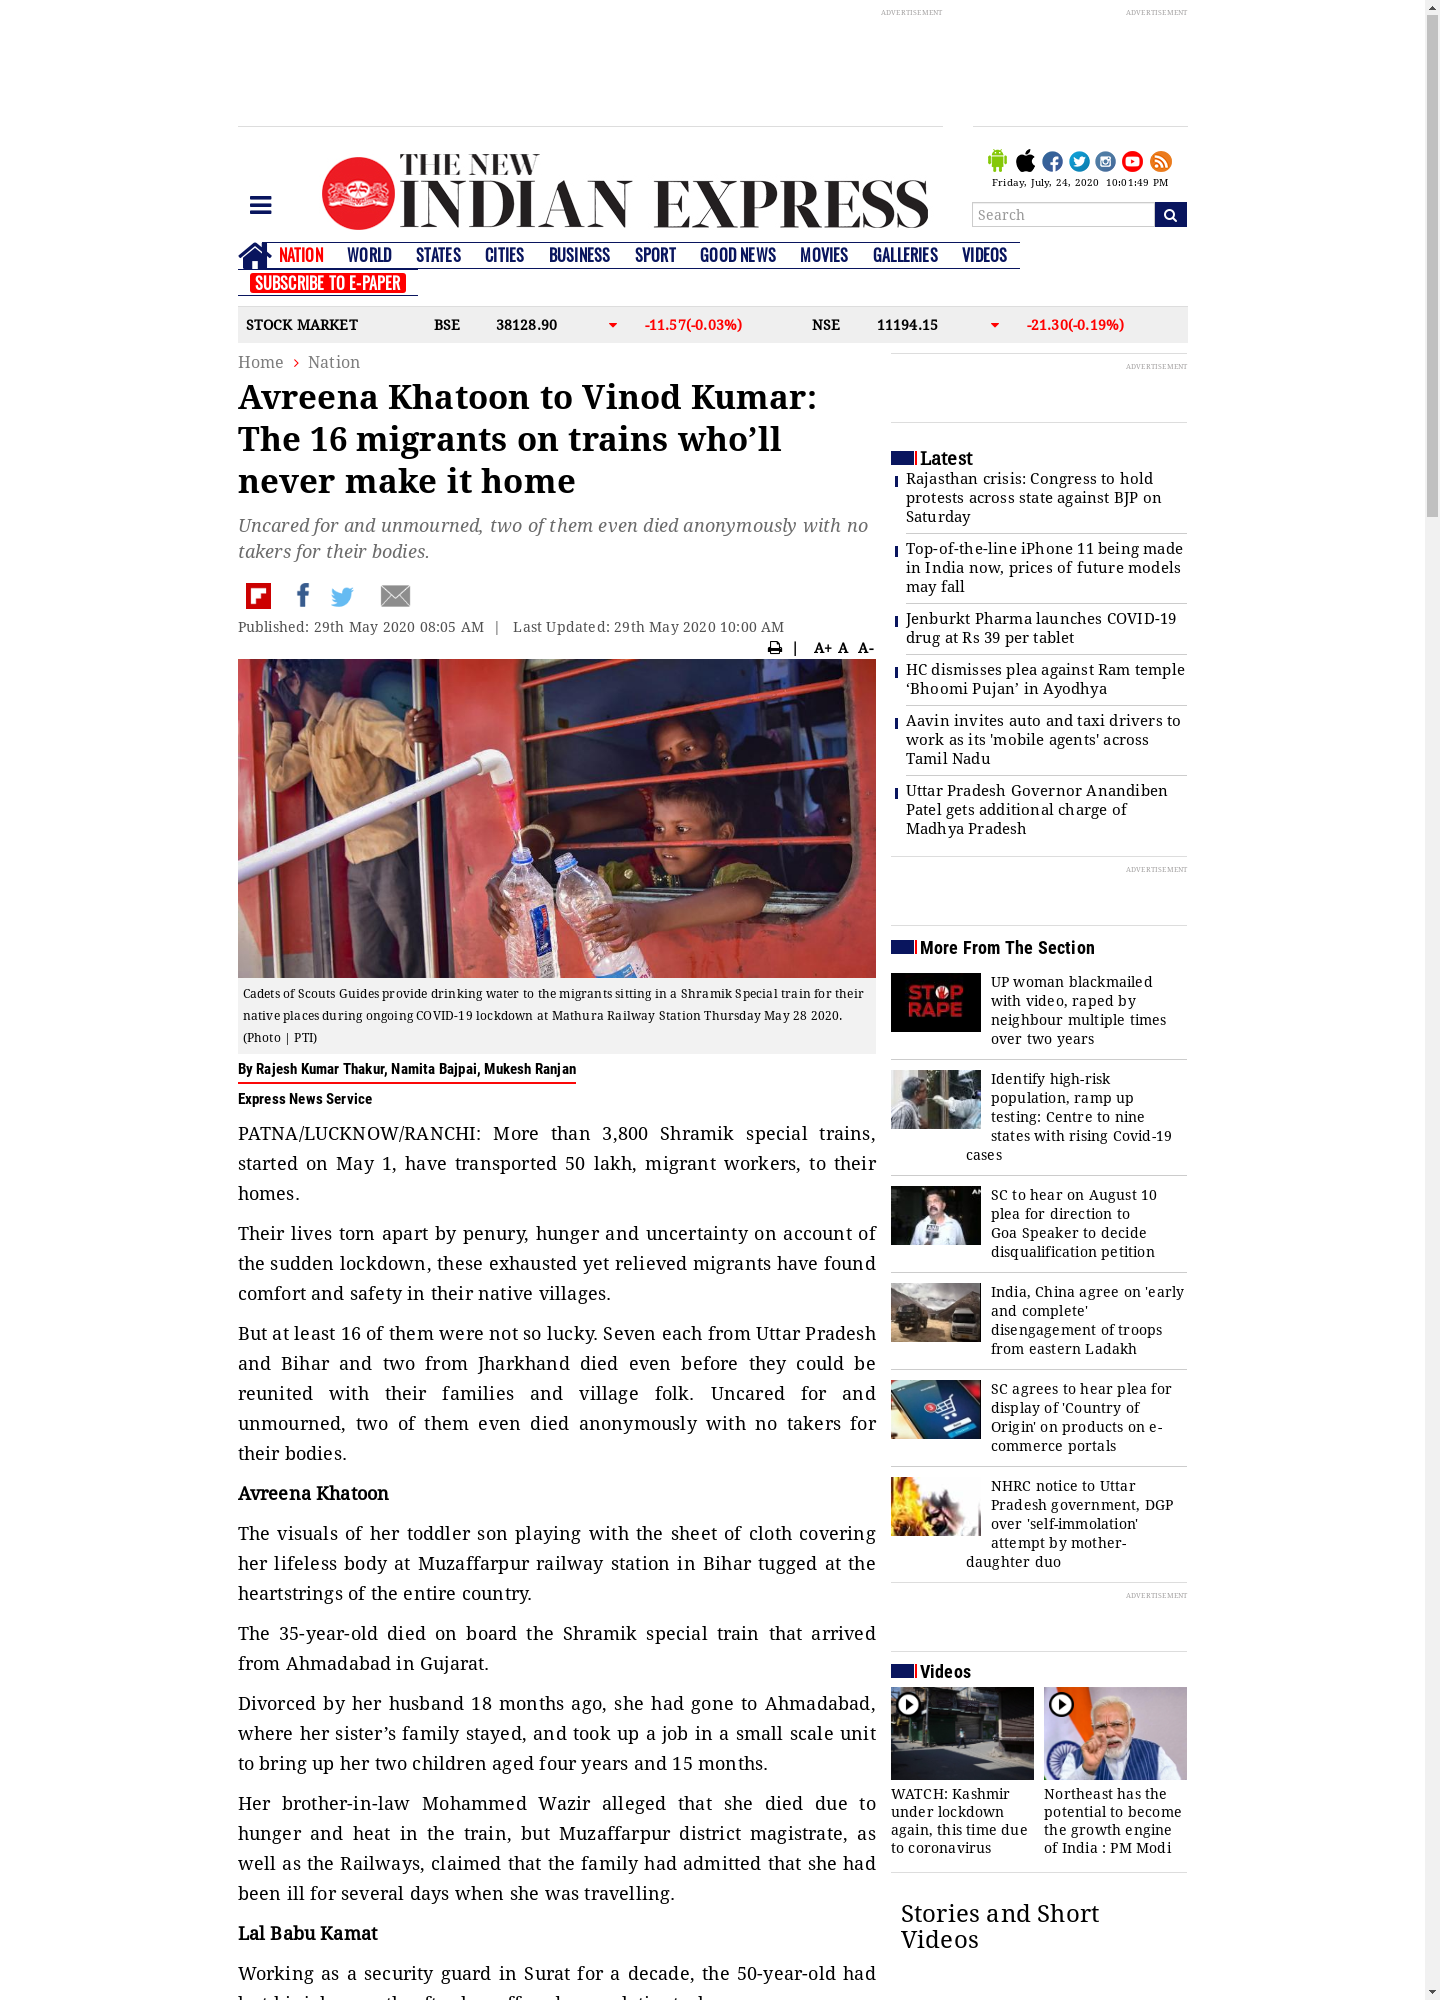 ADVERTISEMENT
ADVERTISEMENT
THE NEW
INDIAN EXPRESS
Friday, July, 24, 2020 10:01:49 PM
Search
NATION WORLD STATES CITIES BUSINESS SPORT GOOD NEWS MOVIES GALLERIES VIDEOS
SUBSCRIBE TO E-PAPER
STOCK MARKET BSE 38128.90 -11.57(-0.03%) NSE 11194.15 -21.30(-0.19%)
Home Nation
Avreena Khatoon to Vinod Kumar:
The 16 migrants on trains who’ll
never make it home
Uncared for and unmourned, two of them even died anonymously with no
takers for their bodies.
Published: 29th May 2020 08:05 AM | Last Updated: 29th May 2020 10:00 AM
| A+ A A-
Cadets of Scouts Guides provide drinking water to the migrants sitting in a Shramik Special train for their
native places during ongoing COVID-19 lockdown at Mathura Railway Station Thursday May 28 2020.
(Photo | PTI)
By Rajesh Kumar Thakur, Namita Bajpai, Mukesh Ranjan
Express News Service
PATNA/LUCKNOW/RANCHI: More than 3,800 Shramik special trains,
started on May 1, have transported 50 lakh, migrant workers, to their
homes.
Their lives torn apart by penury, hunger and uncertainty on account of
the sudden lockdown, these exhausted yet relieved migrants have found
comfort and safety in their native villages.
But at least 16 of them were not so lucky. Seven each from Uttar Pradesh
and Bihar and two from Jharkhand died even before they could be
reunited with their families and village folk. Uncared for and
unmourned, two of them even died anonymously with no takers for
their bodies.
Avreena Khatoon
The visuals of her toddler son playing with the sheet of cloth covering
her lifeless body at Muzaffarpur railway station in Bihar tugged at the
heartstrings of the entire country.
The 35-year-old died on board the Shramik special train that arrived
from Ahmadabad in Gujarat.
Divorced by her husband 18 months ago, she had gone to Ahmadabad,
where her sister’s family stayed, and took up a job in a small scale unit
to bring up her two children aged four years and 15 months.
Her brother-in-law Mohammed Wazir alleged that she died due to
hunger and heat in the train, but Muzaffarpur district magistrate, as
well as the Railways, claimed that the family had admitted that she had
been ill for several days when she was travelling.
Lal Babu Kamat
Working as a security guard in Surat for a decade, the 50-year-old had
ADVERTISEMENT
Latest
Rajasthan crisis: Congress to hold
protests across state against BJP on
Saturday
Top-of-the-line iPhone 11 being made
in India now, prices of future models
may fall
Jenburkt Pharma launches COVID-19
drug at Rs 39 per tablet
HC dismisses plea against Ram temple
‘Bhoomi Pujan’ in Ayodhya
Aavin invites auto and taxi drivers to
work as its 'mobile agents' across
Tamil Nadu
Uttar Pradesh Governor Anandiben
Patel gets additional charge of
Madhya Pradesh
ADVERTISEMENT
More From The Section
STOP
RAPE
UP woman blackmailed
with video, raped by
neighbour multiple times
over two years
Identify high-risk
population, ramp up
testing: Centre to nine
states with rising Covid-19
cases
SC to hear on August 10
plea for direction to
Goa Speaker to decide
disqualification petition
India, China agree on 'early
and complete'
disengagement of troops
from eastern Ladakh
SC agrees to hear plea for
display of 'Country of
Origin' on products on e-
commerce portals
NHRC notice to Uttar
Pradesh government, DGP
over 'self-immolation'
attempt by mother-
daughter duo
ADVERTISEMENT
Videos
WATCH: Kashmir
under lockdown
again, this time due
to coronavirus
Northeast has the
potential to become
the growth engine
of India : PM Modi
Stories and Short
Videos